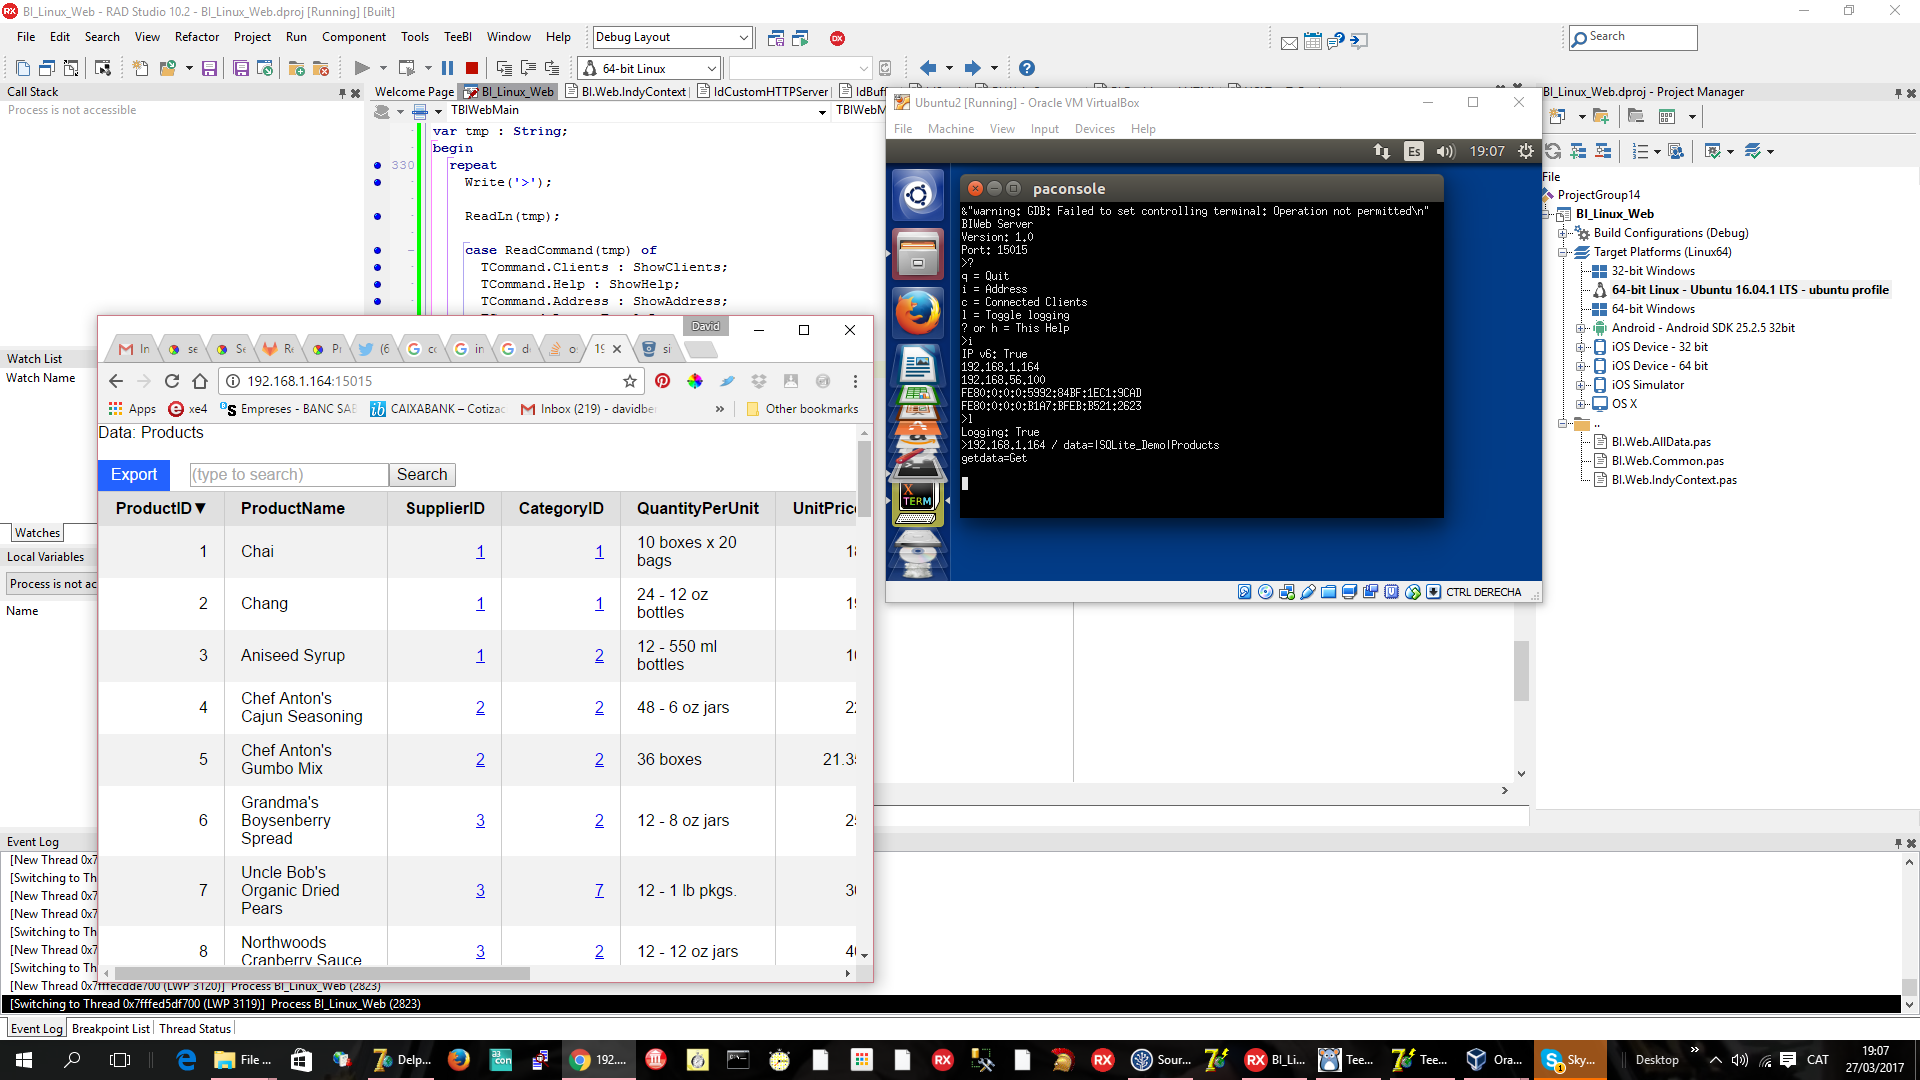 BI_Linux_Web - RAD Studio 10.2 - BI_Linux_Web.dproj [Running] [Built]
File Edit Search View Refactor Project Run Component Tools TeeBI Window Help
Debug Layout
Search
64-bit Linux
Call Stack
Process is not accessible
Welcome Page BI_Linux_Web BI.Web.IndyContext IdCustomHTTPServer
TBIWebMain
var tmp : String;
begin
330
repeat
Write('>');
ReadLn(tmp);
case ReadCommand(tmp) of
TCommand.Clients : ShowClients;
TCommand.Help : ShowHelp;
TCommand.Address : ShowAddress;
Watch List
Watch Name
Watches
Local Variables
Process is not ac
Name
David
192.168.1.164:15015
Apps xe4 Empreses - BANC SAB CAIXABANK – Cotizac Inbox (219) - davidber » Other bookmarks
Data: Products
Export (type to search) Search
ProductID▼ ProductName SupplierID CategoryID QuantityPerUnit UnitPric
1 Chai 1 1 10 boxes x 20 bags
2 Chang 1 1 24 - 12 oz bottles
3 Aniseed Syrup 1 2 12 - 550 ml bottles
4 Chef Anton's Cajun Seasoning 2 2 48 - 6 oz jars
5 Chef Anton's Gumbo Mix 2 2 36 boxes 21.35
6 Grandma's Boysenberry Spread 3 2 12 - 8 oz jars
7 Uncle Bob's Organic Dried Pears 3 7 12 - 1 lb pkgs.
8 Northwoods Cranberry Sauce 3 2 12 - 12 oz jars
Ubuntu2 [Running] - Oracle VM VirtualBox
File Machine View Input Devices Help
Es 19:07
paconsole
&"warning: GDB: Failed to set controlling terminal: Operation not permitted\n"
BIWeb Server
Version: 1.0
Port: 15015
>?
q = Quit
i = Address
c = Connected Clients
l = Toggle logging
? or h = This Help
>i
IP v6: True
192.168.1.164
192.168.56.100
FE80:0:0:0:5992:84BF:1EC1:9CAD
FE80:0:0:0:B1A7:BFEB:B521:2623
>l
Logging: True
>192.168.1.164 / data=|SQLite_Demo|Products
getdata=Get
X TERM
CTRL DERECHA
BI_Linux_Web.dproj - Project Manager
File
ProjectGroup14
BI_Linux_Web
Build Configurations (Debug)
Target Platforms (Linux64)
32-bit Windows
64-bit Linux - Ubuntu 16.04.1 LTS - ubuntu profile
64-bit Windows
Android - Android SDK 25.2.5 32bit
iOS Device - 32 bit
iOS Device - 64 bit
iOS Simulator
OS X
..
BI.Web.AllData.pas
BI.Web.Common.pas
BI.Web.IndyContext.pas
Event Log
[New Thread 0x7
[Switching to Th
[New Thread 0x7
[New Thread 0x7
[Switching to Th
[New Thread 0x7
[Switching to Th
[New Thread 0x7fffecdde700 (LWP 3120)] Process BI_Linux_Web (2823)
[Switching to Thread 0x7fffed5df700 (LWP 3119)] Process BI_Linux_Web (2823)
Event Log Breakpoint List Thread Status
File ... Delp... 192.... Sour... BI_Li... Tee... Tee... Ora... Sky... Desktop » CAT
19:07
27/03/2017